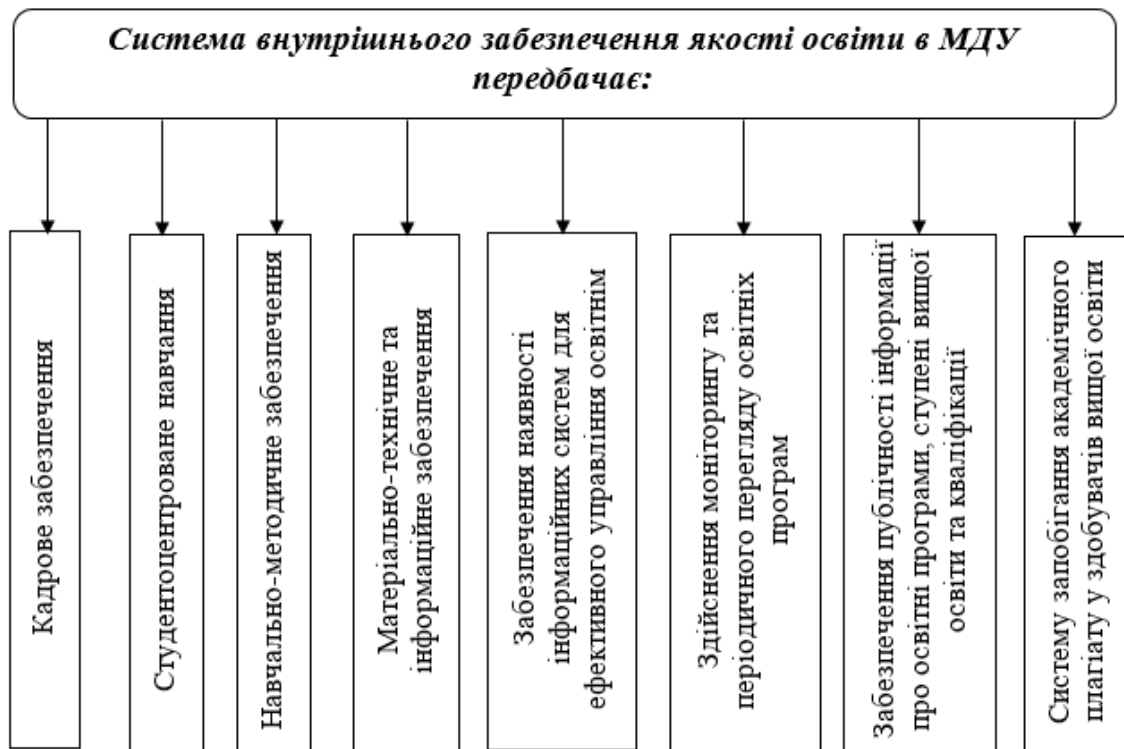 Система внутрішнього забезпечення якості освіти в МДУ
передбачає:
Кадрове забезпечення
Студентоцентроване навчання
Навчально-методичне забезпечення
Матеріально-технічне та
інформаційне забезпечення
Забезпечення наявності
інформаційних систем для
ефективного управління освітнім
Здійснення моніторингу та
періодичного перегляду освітніх
програм
Забезпечення публічності інформації
про освітні програми, ступені вищої
освіти та кваліфікації
Систему запобігання академічного
плагіату у здобувачів вищої освіти